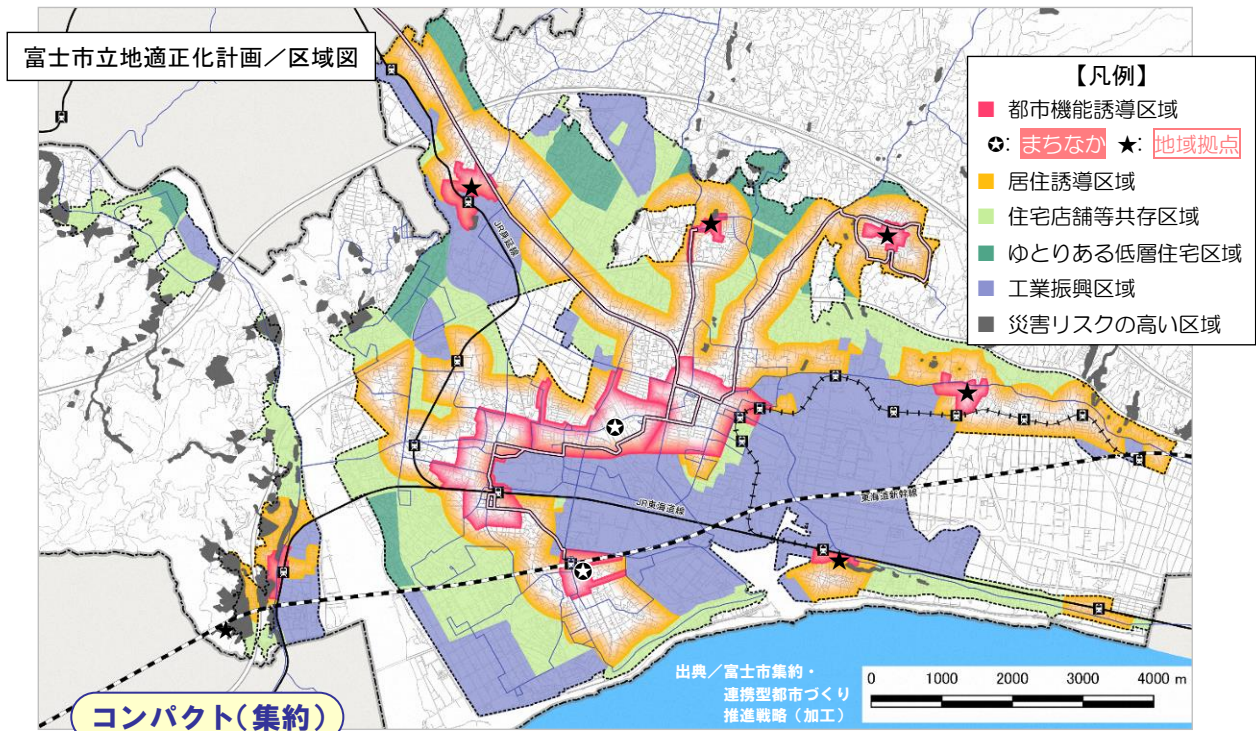 富士市立地適正化計画／区域図
【凡例】
都市機能誘導区域
✪: まちなか ★: 地域拠点
居住誘導区域
住宅店舗等共存区域
ゆとりある低層住宅区域
工業振興区域
災害リスクの高い区域
JR身延線
JR東海道線
東海道新幹線
出典／富士市集約・
連携型都市づくり
推進戦略（加工）
0 1000 2000 3000 4000 m
コンパクト（集約）